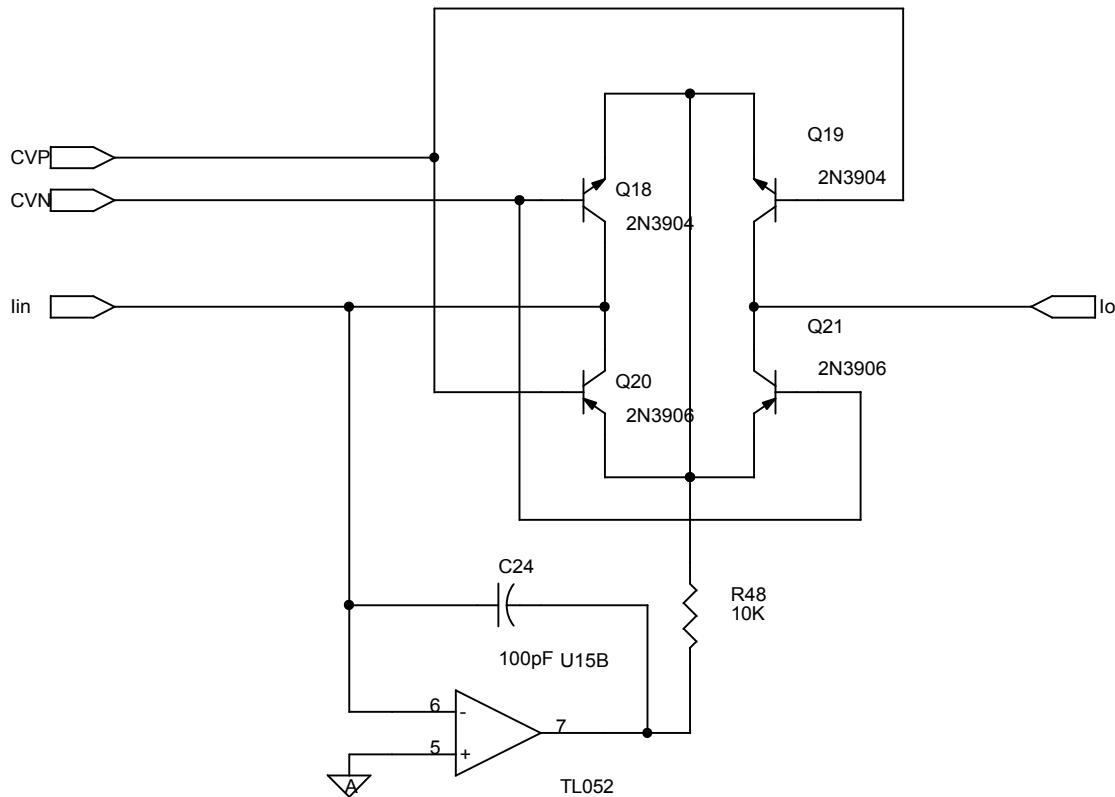 CVP
CVN
Iin
Q18
2N3904
Q19
2N3904
Io
Q20
2N3906
Q21
2N3906
C24
100pF
U15B
R48
10K
6
-
5
+
7
A
TL052